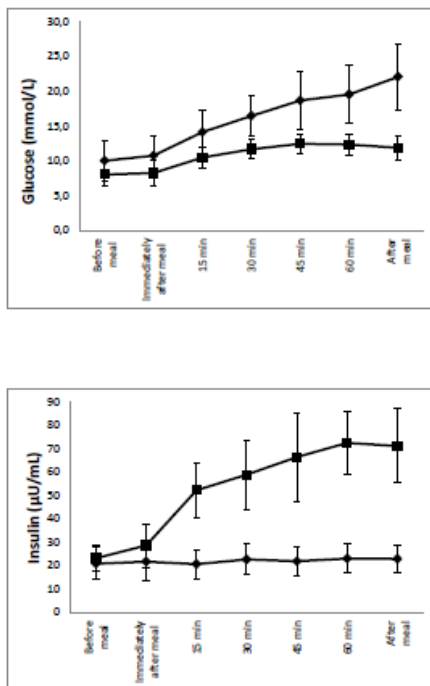 Glucose (mmol/L)
30,0
25,0
20,0
15,0
10,0
5,0
0,0
Before
meal
Immediately
after meal
15 min
30 min
45 min
60 min
After
meal
Insulin (µU/mL)
90
80
70
60
50
40
30
20
10
0
Before
meal
Immediately
after meal
15 min
30 min
45 min
60 min
After
meal